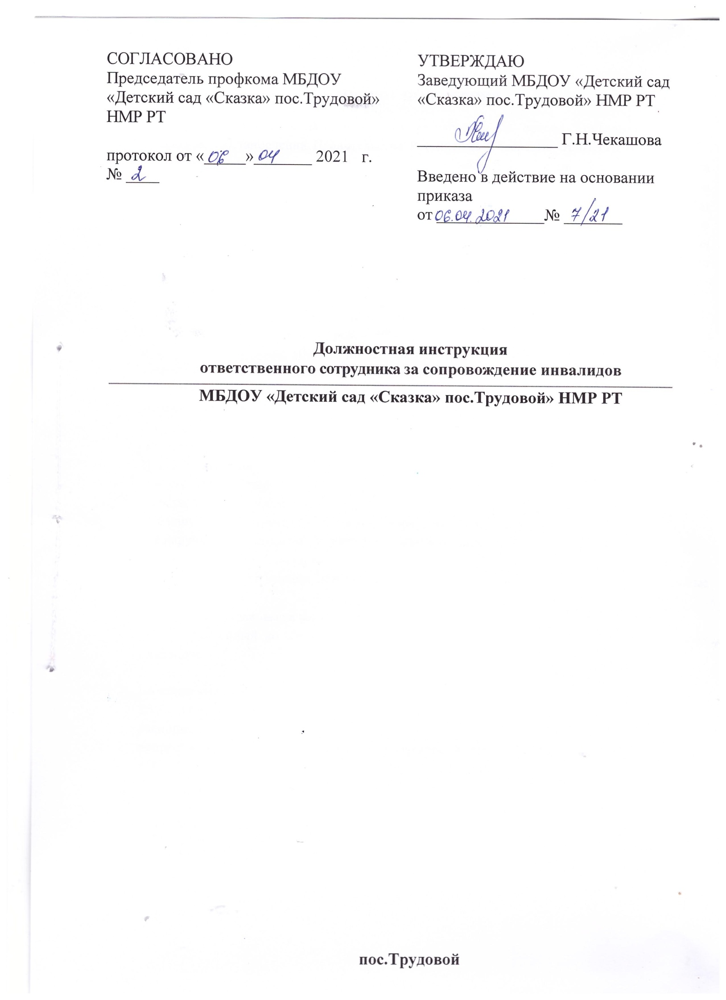 СОГЛАСОВАНО
Председатель профкома МБДОУ
«Детский сад «Сказка» пос.Трудовой»
НМР РТ
протокол от «06» 04 2021 г.
№ 2
УТВЕРЖДАЮ
Заведующий МБДОУ «Детский сад
«Сказка» пос.Трудовой» НМР РТ
Г.Н.Чекашова
Введено в действие на основании
приказа
от 06.04.2021 № 7/21
Должностная инструкция
ответственного сотрудника за сопровождение инвалидов
МБДОУ «Детский сад «Сказка» пос.Трудовой» НМР РТ
пос.Трудовой